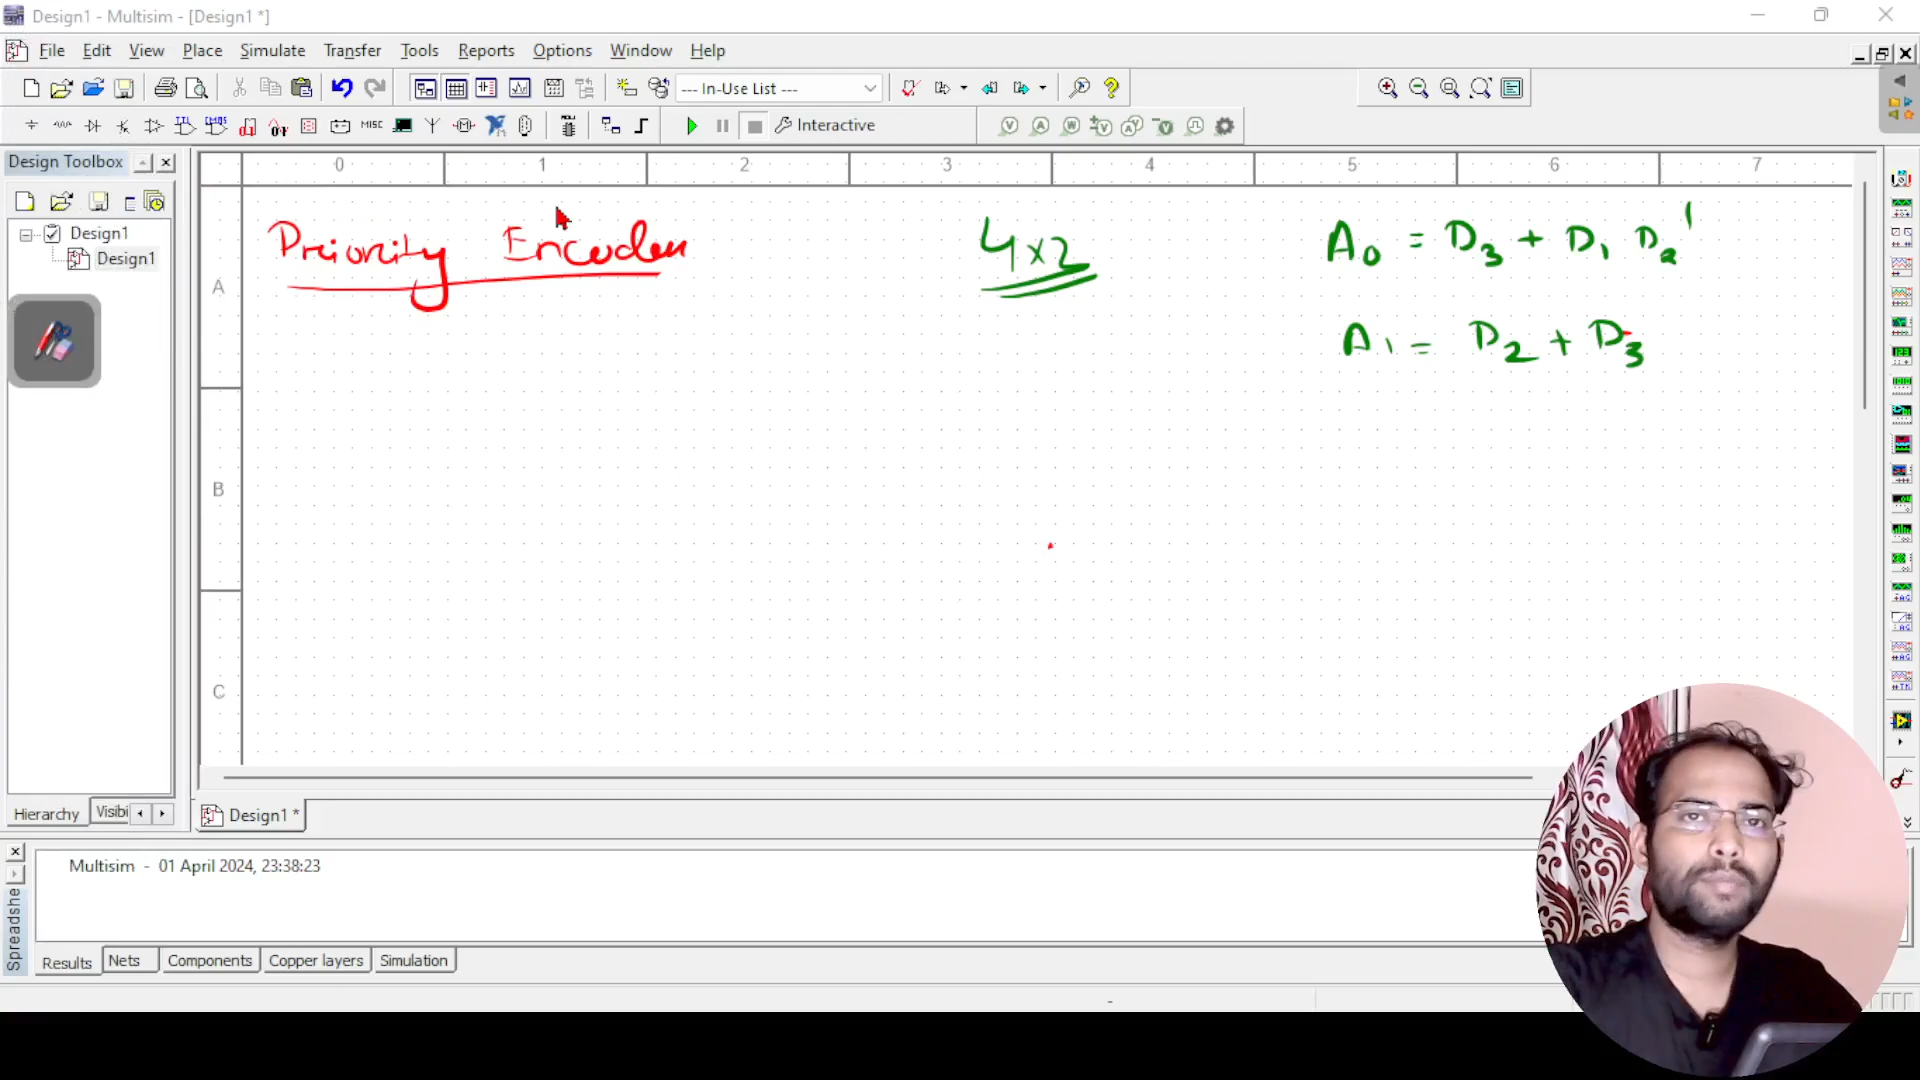 Design1 - Multisim - [Design1 *]
File Edit View Place Simulate Transfer Tools Reports Options Window Help
--- In-Use List ---
MISC Interactive
Design Toolbox
0 1 2 3 4 5 6 7
Design1
Design1
A
B
C
Priority Encoder
4x2
A0 = D3 + D1 D2'
A1 = D2 + D3
Hierarchy Visibi
Design1 *
Multisim - 01 April 2024, 23:38:23
Spreadshe
Results Nets Components Copper layers Simulation